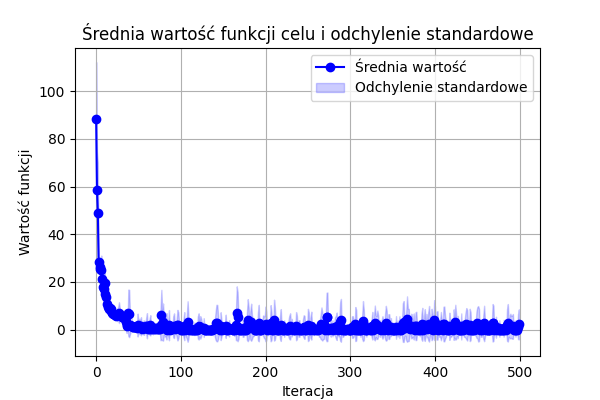 Średnia wartość funkcji celu i odchylenie standardowe
Średnia wartość
Odchylenie standardowe
Wartość funkcji
100
80
60
40
20
0
0 100 200 300 400 500
Iteracja